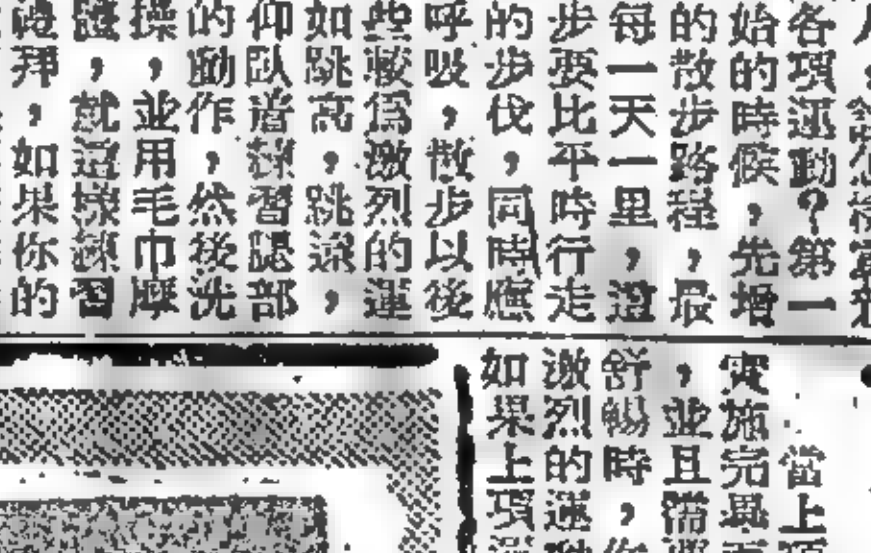 各項運動?第一
始的時候,先增
的散步路程,最
每一天一里,這
步要比平時行走
的步伐,同時應
呼吸,散步以後
些較為激烈的運
如跳高,跳遠,
仰臥着練習腿部
的動作,然後洗
操,並用毛巾摩
,就這樣練習
拜,如果你的
當上
實施完畢
,並且需
舒暢時,
激烈的運
如果上項